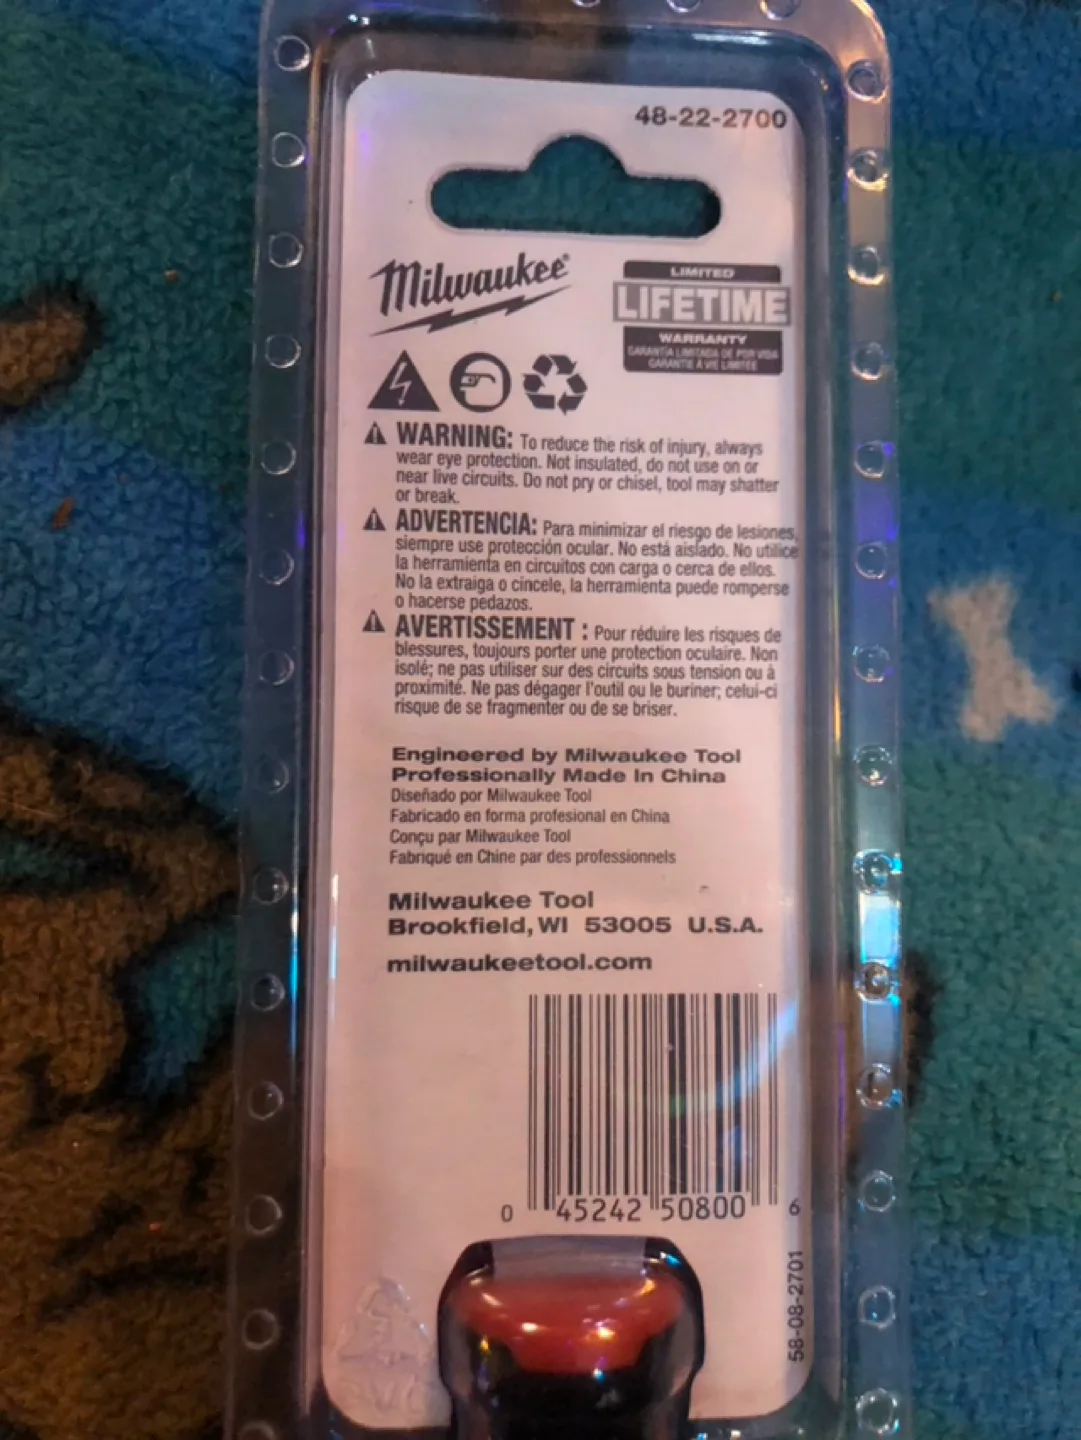 48-22-2700
Milwaukee®
LIMITED
LIFETIME
WARRANTY
GARANTÍA LIMITADA DE POR VIDA
GARANTIE À VIE LIMITÉE
WARNING: To reduce the risk of injury, always
wear eye protection. Not insulated, do not use on or
near live circuits. Do not pry or chisel, tool may shatter
or break.
ADVERTENCIA: Para minimizar el riesgo de lesiones,
siempre use protección ocular. No está aislado. No utilice
la herramienta en circuitos con carga o cerca de ellos.
No la extraiga o cincele, la herramienta puede romperse
o hacerse pedazos.
AVERTISSEMENT : Pour réduire les risques de
blessures, toujours porter une protection oculaire. Non
isolé; ne pas utiliser sur des circuits sous tension ou à
proximité. Ne pas dégager l'outil ou le buriner; celui-ci
risque de se fragmenter ou de se briser.
Engineered by Milwaukee Tool
Professionally Made In China
Diseñado por Milwaukee Tool
Fabricado en forma profesional en China
Conçu par Milwaukee Tool
Fabriqué en Chine par des professionnels
Milwaukee Tool
Brookfield, WI 53005 U.S.A.
milwaukeetool.com
0 45242 50800 6
58-08-2701